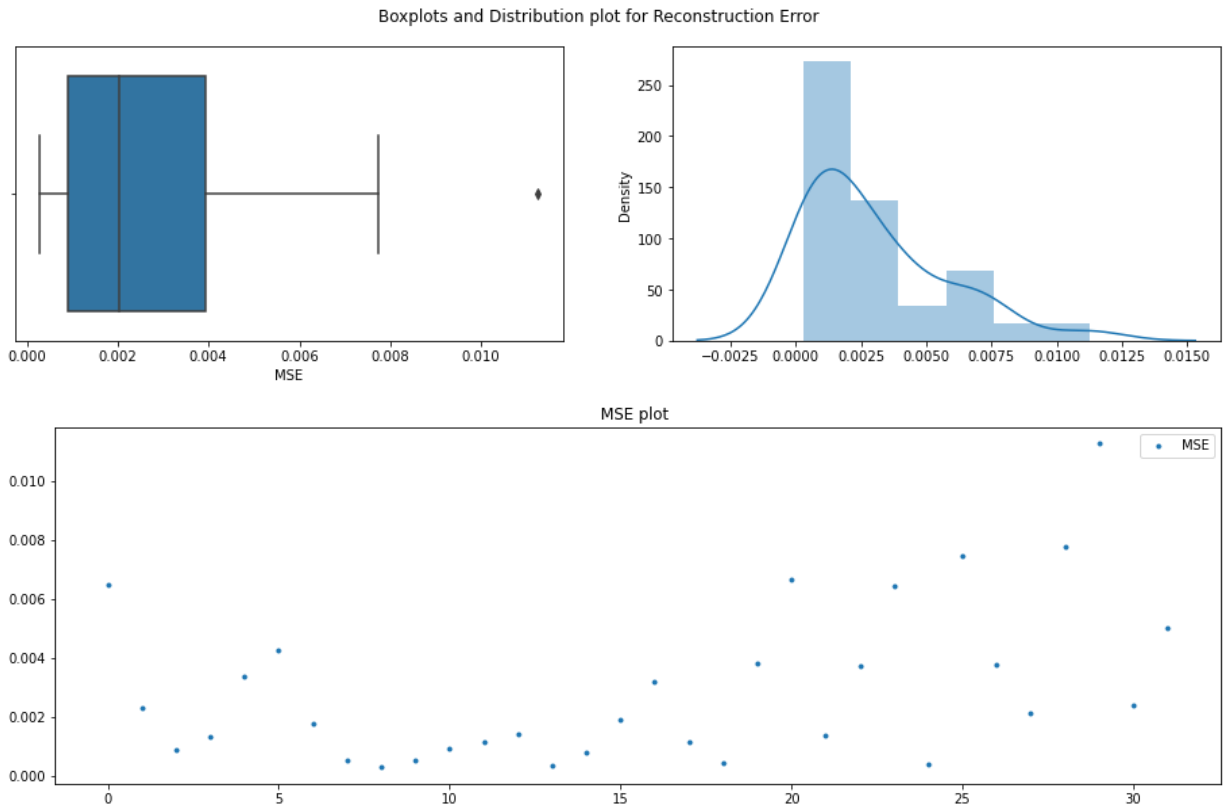 Boxplots and Distribution plot for Reconstruction Error
0.000 0.002 0.004 0.006 0.008 0.010
MSE
250
200
150
100
50
0
Density
−0.0025 0.0000 0.0025 0.0050 0.0075 0.0100 0.0125 0.0150
MSE plot
MSE
0.010
0.008
0.006
0.004
0.002
0.000
0 5 10 15 20 25 30